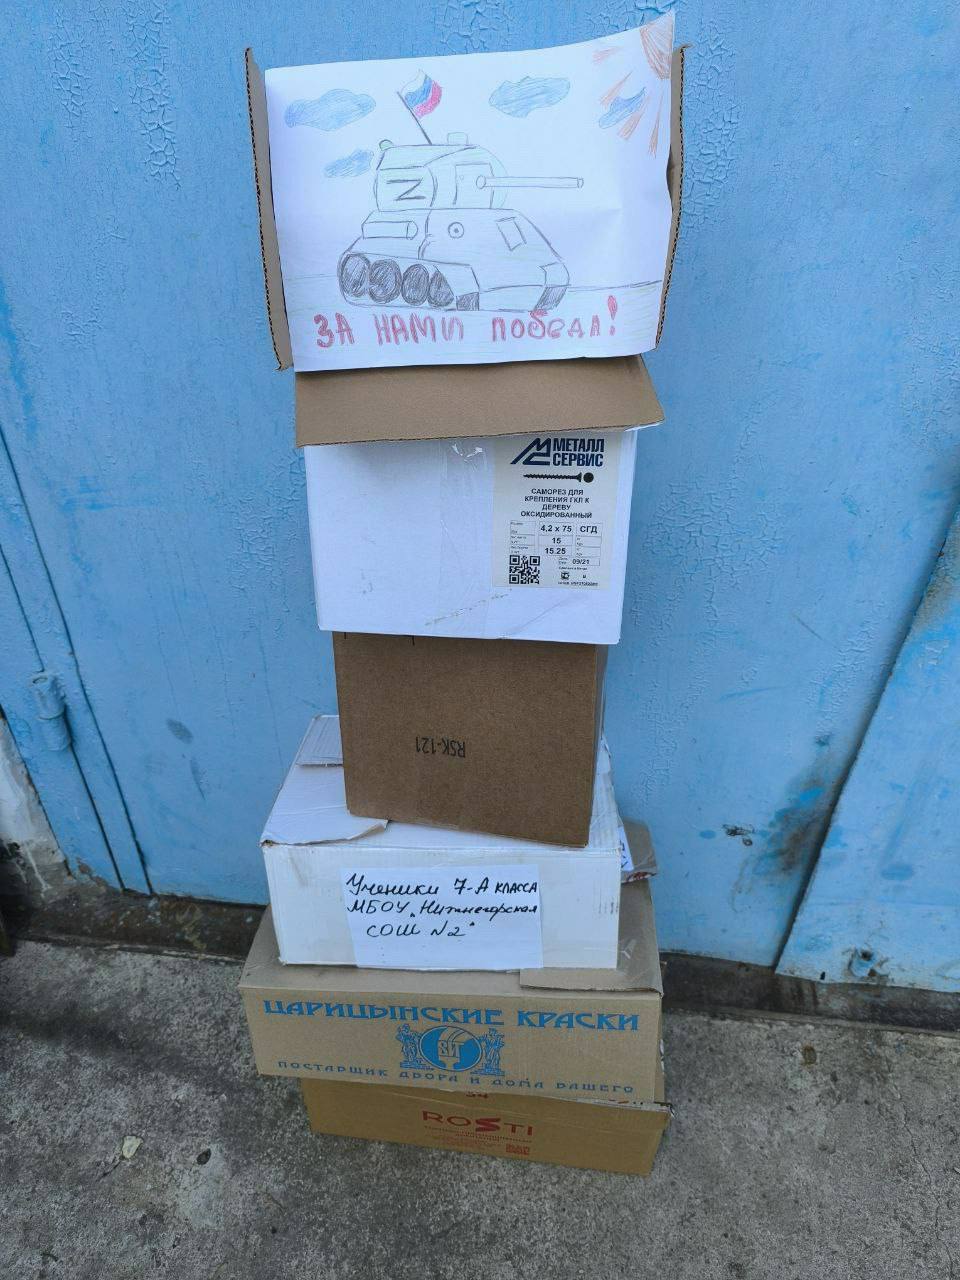 Z
ЗА НАМИ ПОБЕДА!
МЕТАЛЛ
СЕРВИС
САМОРЕЗ ДЛЯ
КРЕПЛЕНИЯ ГКЛ К
ДЕРЕВУ
ОКСИДИРОВАННЫЙ
4,2 x 75 СГД
15
15.25
09/21
RSK-121
Ученики 7-А класса
МБОУ "Нижнегорская
СОШ №2"
ЦАРИЦЫНСКИЕ КРАСКИ
ПОСТАВЩИК ДВОРА И ДОМА ВАШЕГО
ROSTI